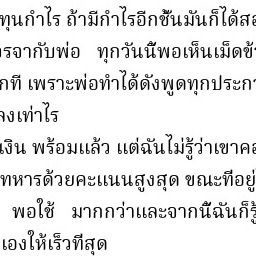 ทุนกำไร ถ้ามีกำไรอีกชั้นมันก็ได้ส
รจากับพ่อ ทุกวันนี้พอเห็นเม็ดข้
กที เพราะพ่อทำได้ดังพูดทุกประก
ลงเท่าไร
เงิน พร้อมแล้ว แต่ฉันไม่รู้ว่าเขาค
ทหารด้วยคะแนนสูงสุด ขณะที่อยู่
พอใช้ มากกว่าและจากนี้ฉันก็รู้
เองให้เร็วที่สุด